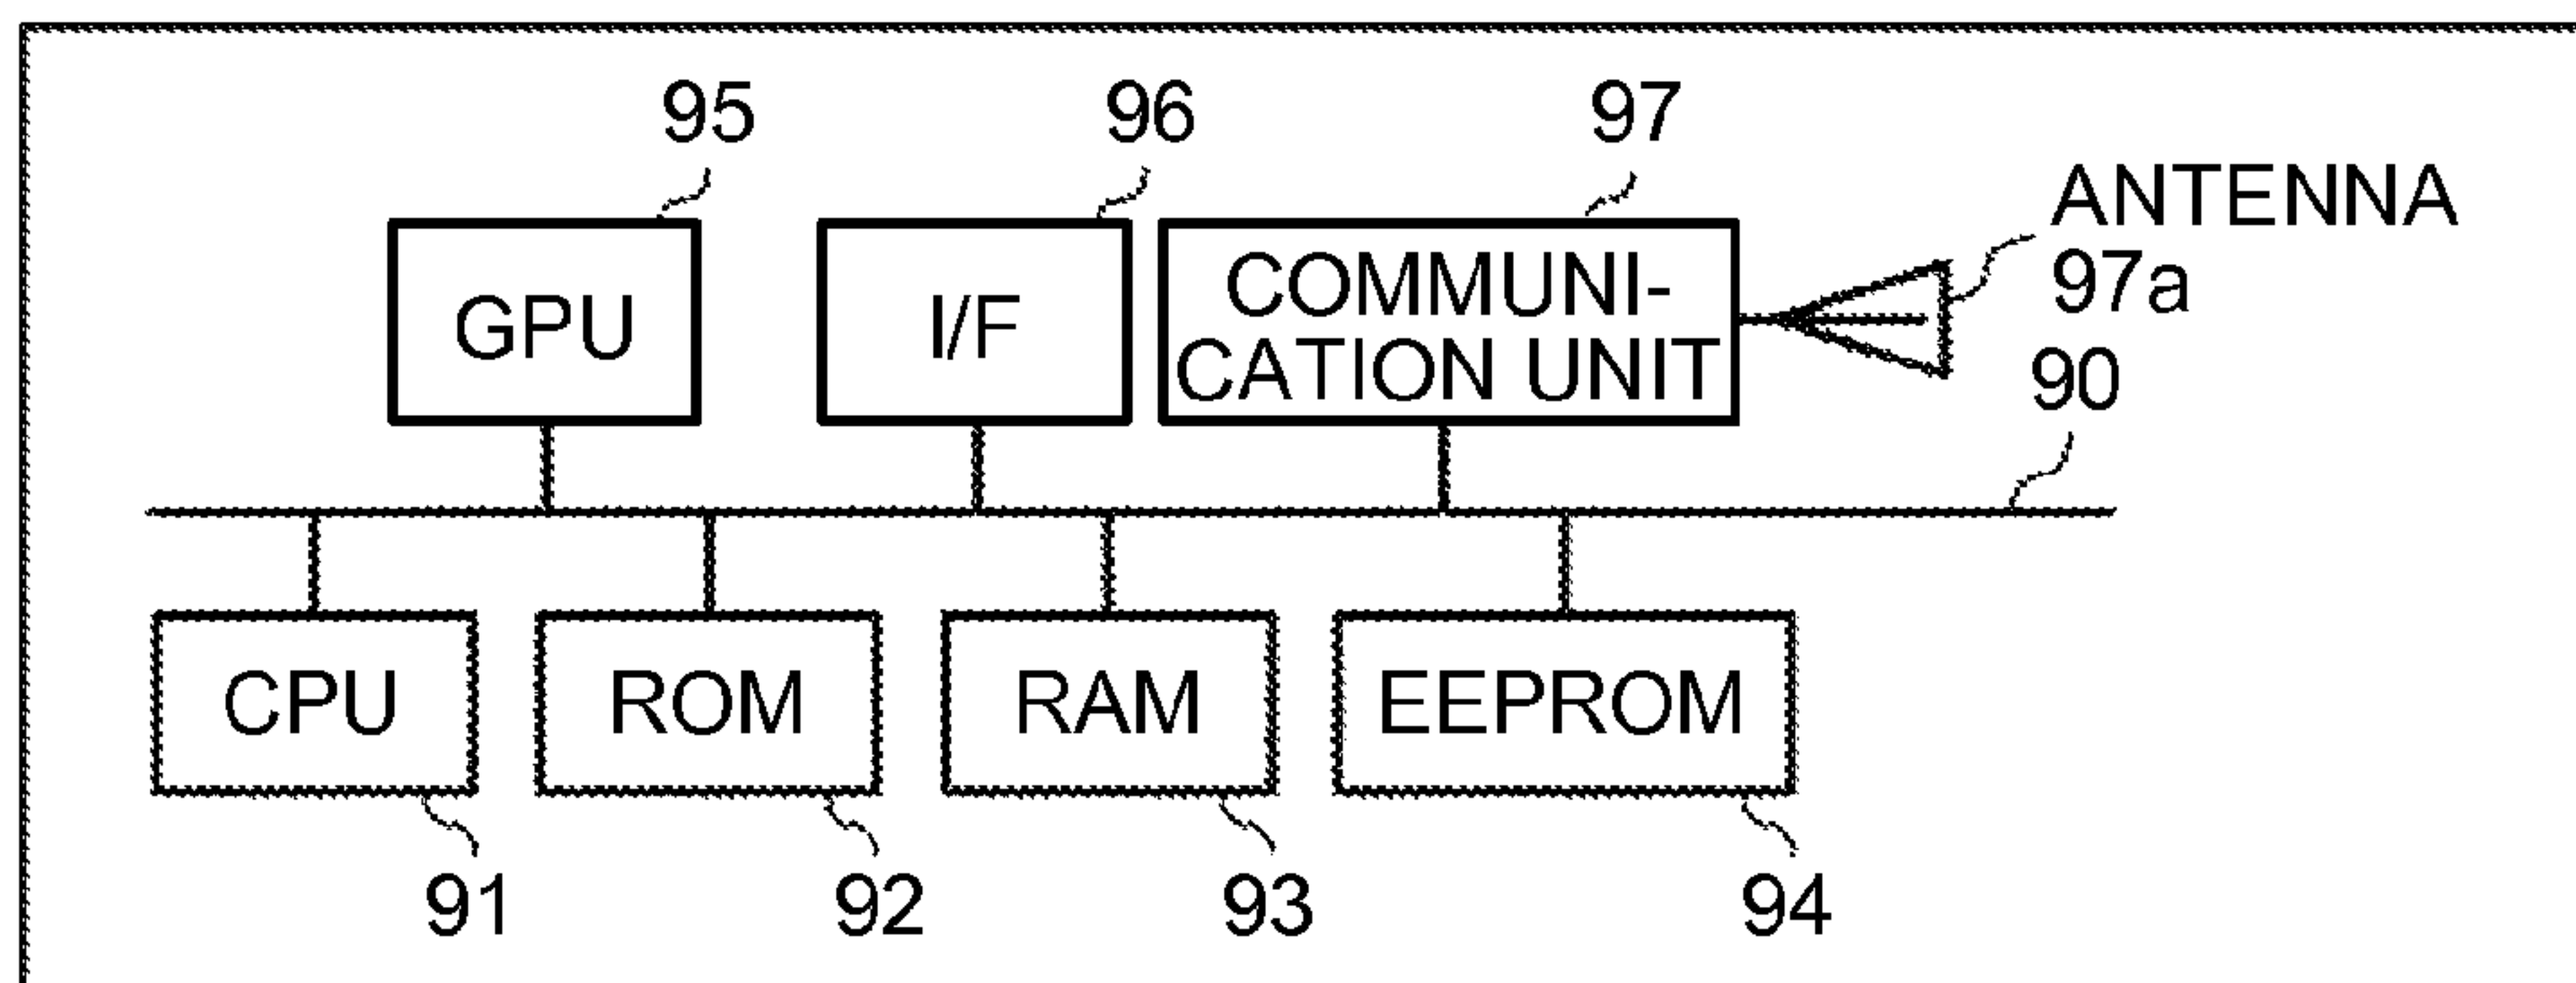 95
96
97
ANTENNA
97a
GPU
I/F
COMMUNI-
CATION UNIT
90
CPU
ROM
RAM
EEPROM
91
92
93
94